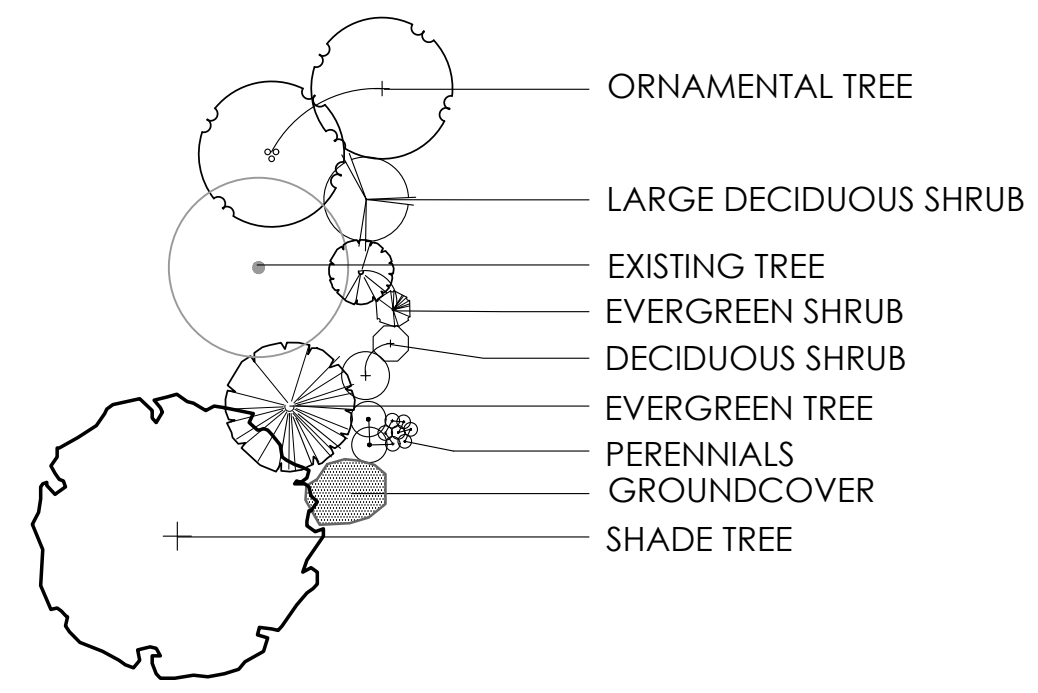 ORNAMENTAL TREE
LARGE DECIDUOUS SHRUB
EXISTING TREE
EVERGREEN SHRUB
DECIDUOUS SHRUB
EVERGREEN TREE
PERENNIALS
GROUNDCOVER
SHADE TREE